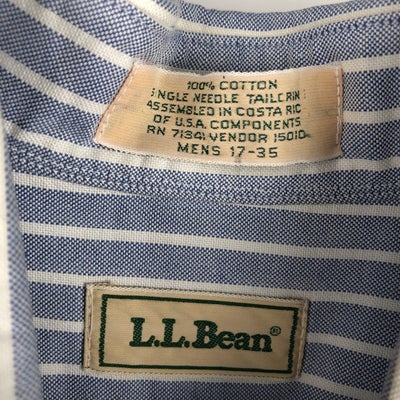 100% COTTON
INGLE NEEDLE TAILORIN
ASSEMBLED IN COSTA RIC
OF U.S.A. COMPONENTS
RN 71341 VENDOR 15010
MENS 17-35
L.L.Bean®